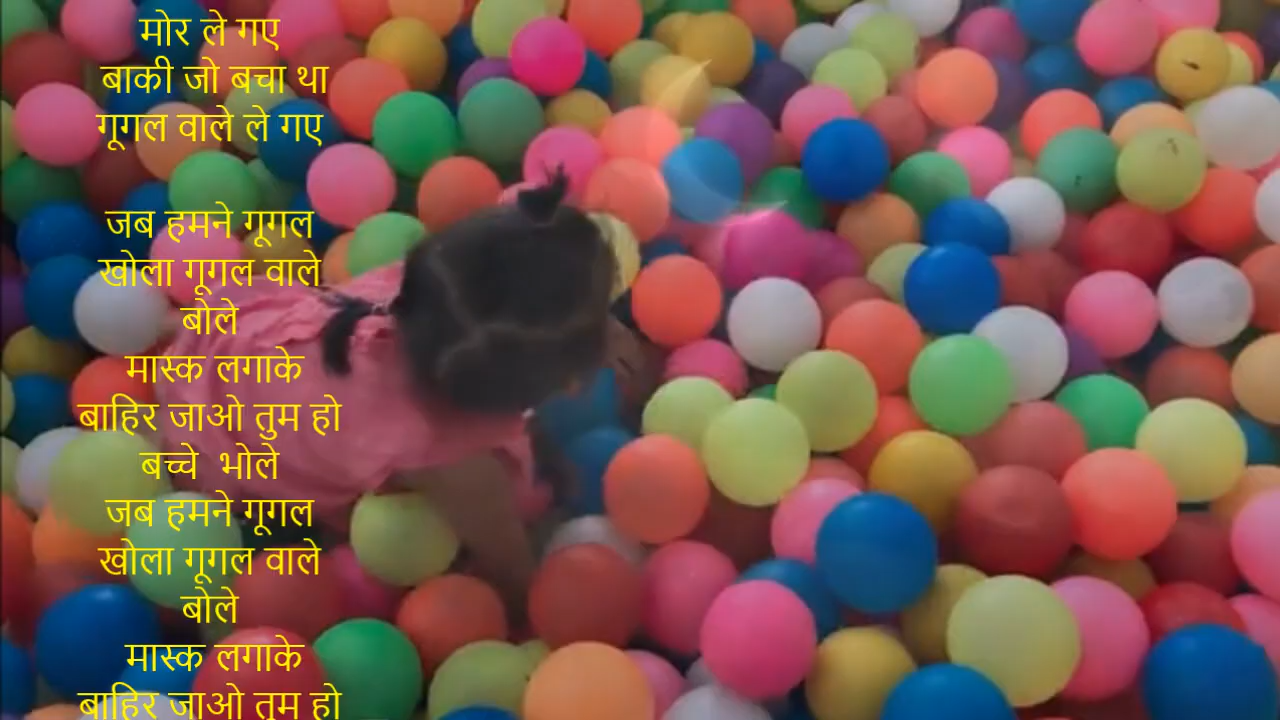 मोर ले गए
बाकी जो बचा था
गूगल वाले ले गए
जब हमने गूगल
खोला गूगल वाले
बोले
मास्क लगाके
बाहिर जाओ तुम हो
बच्चे भोले
जब हमने गूगल
खोला गूगल वाले
बोले
मास्क लगाके
बाहिर जाओ तुम हो